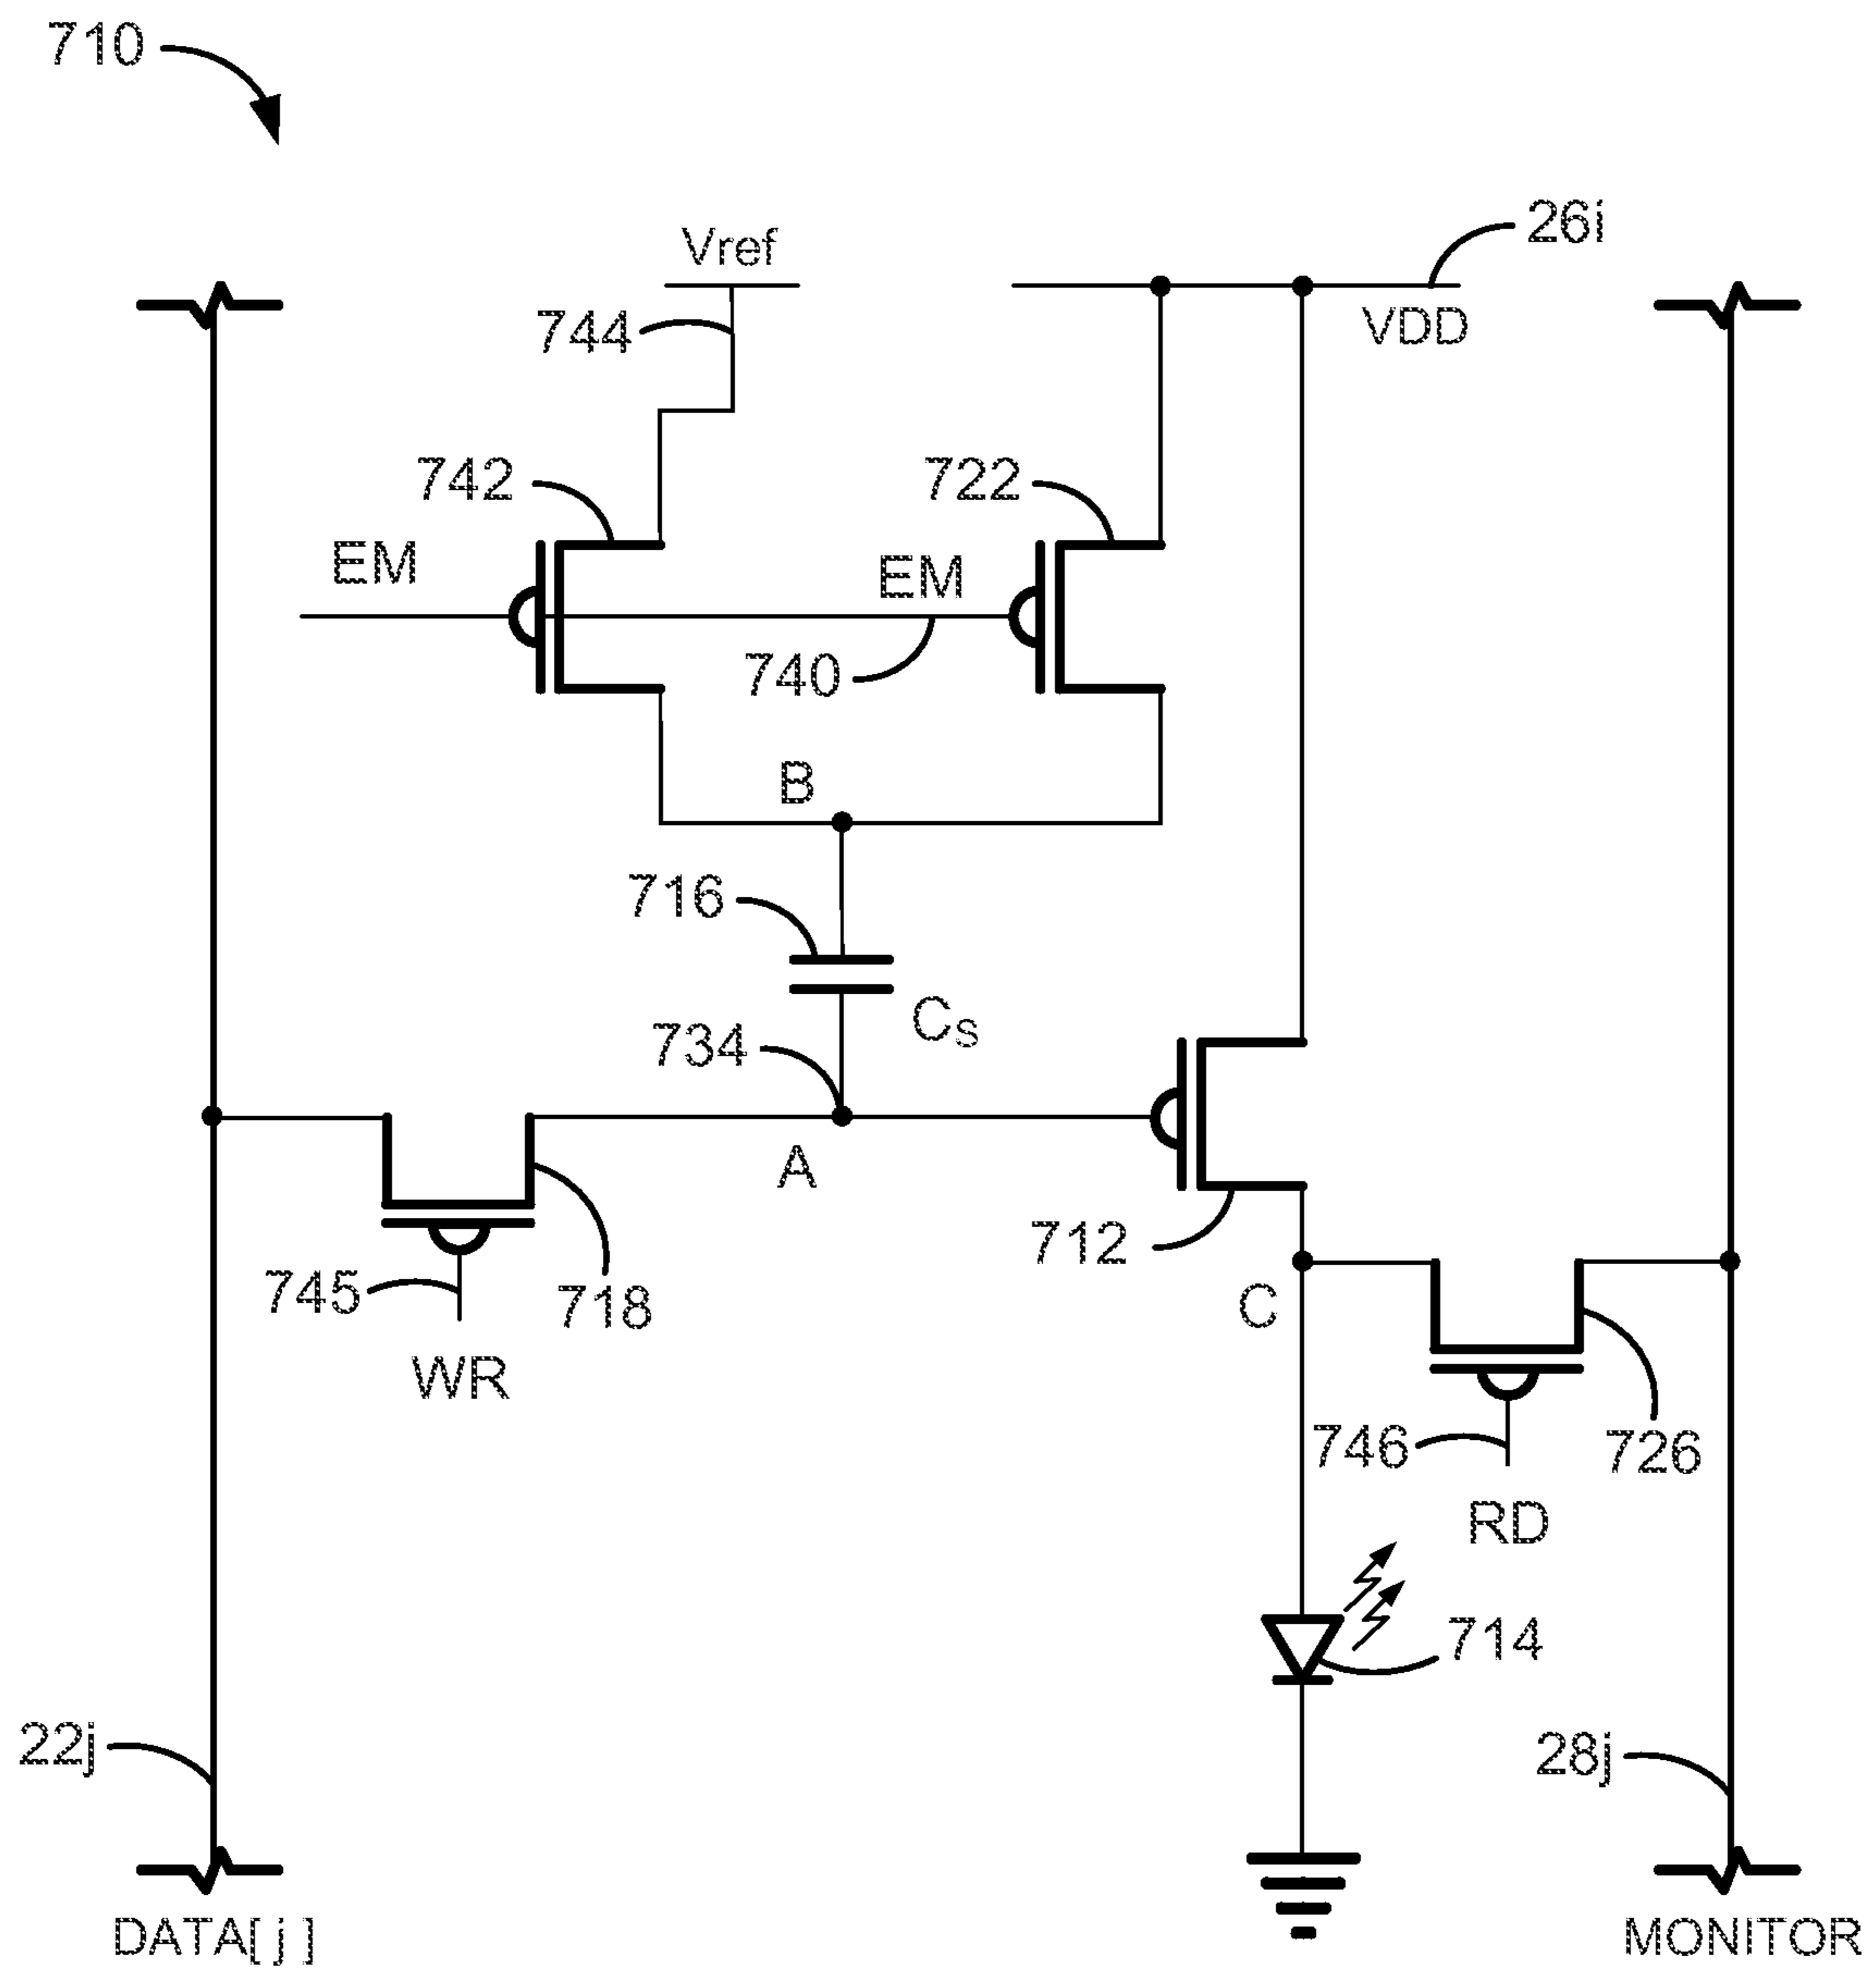 710
26i
Vref
VDD
744
742
722
EM
EM
740
B
716
CS
734
A
712
745
718
C
WR
746
726
RD
714
22j
28j
DATA[ j ]
MONITOR